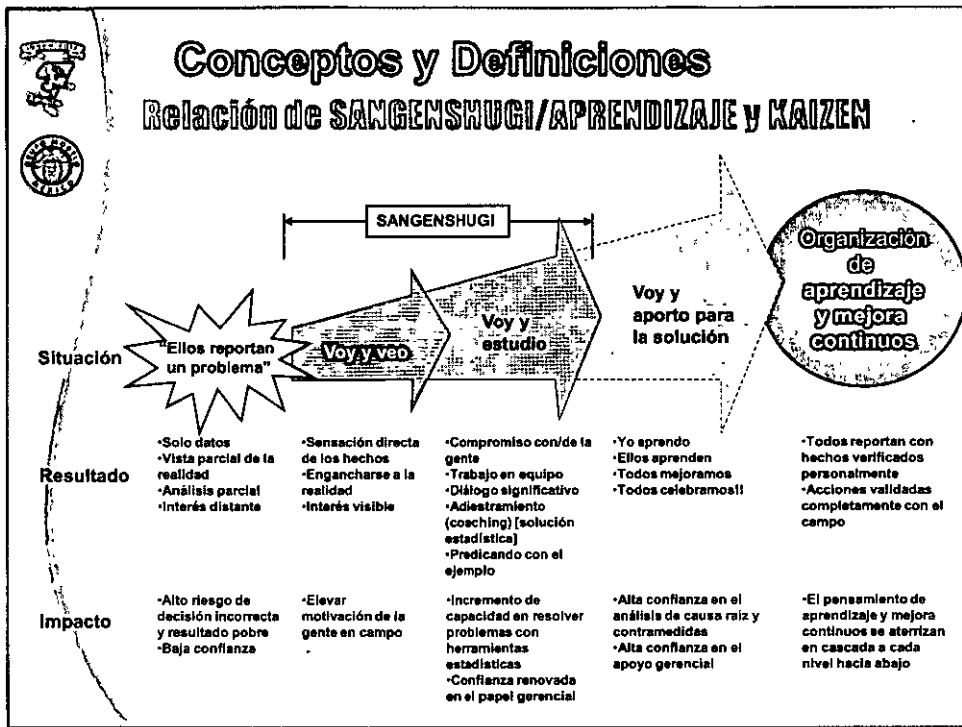 Conceptos y Definiciones
Relación de SANGENSHUGI/APRENDIZAJE y KAIZEN
GRUPO MODELO
MÉXICO
SANGENSHUGI
Situación
"Ellos reportan
un problema"
Voy y veo
Voy y
estudio
Voy y
aporto para
la solución
Organización
de
aprendizaje
y mejora
continuos
Resultado
•Solo datos
•Vista parcial de la
realidad
•Análisis parcial
•Interés distante
•Sensación directa
de los hechos
•Engancharse a la
realidad
•Interés visible
•Compromiso con/de la
gente
•Trabajo en equipo
•Diálogo significativo
•Adiestramiento
(coaching) [solución
estadística]
•Predicando con el
ejemplo
•Yo aprendo
•Ellos aprenden
•Todos mejoramos
•Todos celebramos!!
•Todos reportan con
hechos verificados
personalmente
•Acciones validadas
completamente con el
campo
Impacto
•Alto riesgo de
decisión incorrecta
y resultado pobre
•Baja confianza
•Elevar
motivación de la
gente en campo
•Incremento de
capacidad en resolver
problemas con
herramientas
estadísticas
•Confianza renovada
en el papel gerencial
•Alta confianza en el
análisis de causa raíz y
contramedidas
•Alta confianza en el
apoyo gerencial
•El pensamiento de
aprendizaje y mejora
continuos se aterrizan
en cascada a cada
nivel hacia abajo